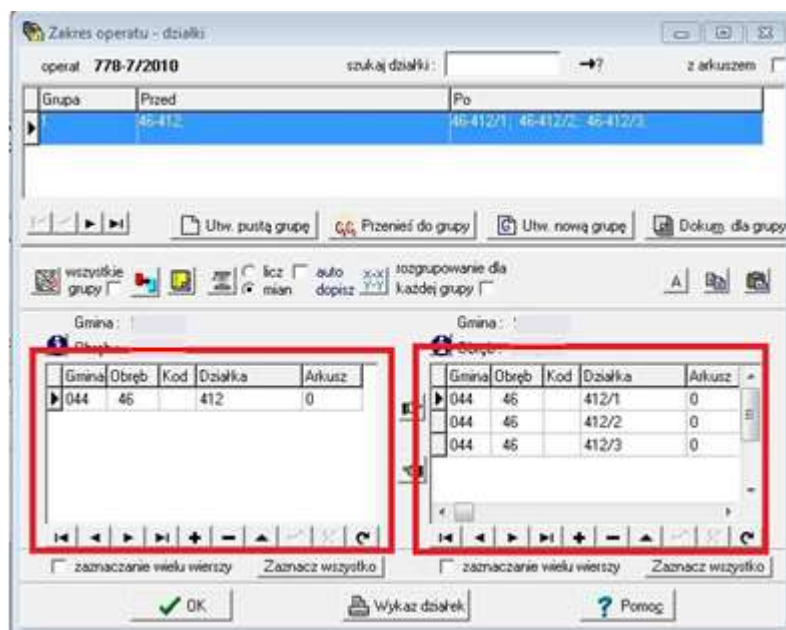 Zakres operatu - działki
operat 778-7/2010 szukaj działki : z arkuszem
Grupa Przed Po
1 46-412; 46-412/1; 46-412/2; 46-412/3;
Utw. pustą grupę Przenieś do grupy Utw. nową grupę Dokum. dla grupy
wszystkie grupy licz mian auto dopisz X-X Y-Y rozgrupowanie dla każdej grupy A
Gmina : Gmina :
Obręb : Obręb :
Gmina Obręb Kod Działka Arkusz Gmina Obręb Kod Działka Arkusz
044 46 412 0 044 46 412/1 0
044 46 412/2 0
044 46 412/3 0
zaznaczanie wielu wierszy Zaznacz wszystko zaznaczanie wielu wierszy Zaznacz wszystko
OK Wykaz działek Pomoc